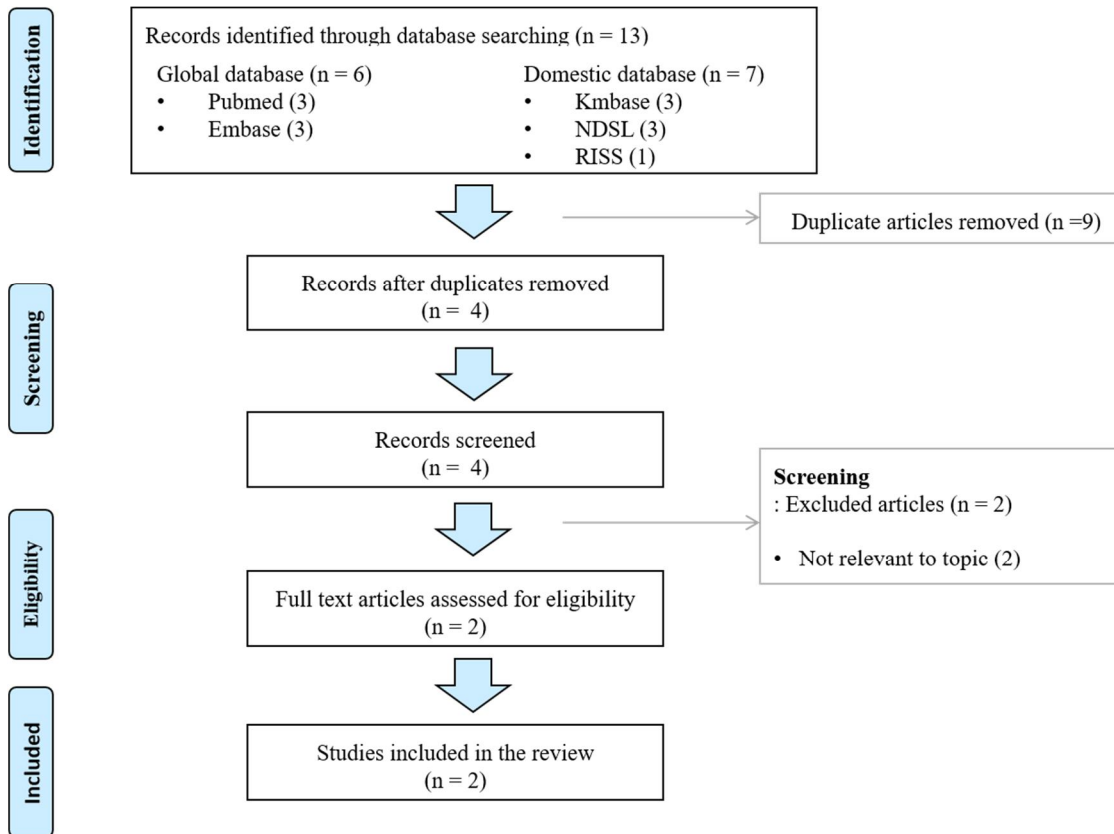 Identification
Records identified through database searching (n = 13)
Global database (n = 6)
• Pubmed (3)
• Embase (3)
Domestic database (n = 7)
• Kmbase (3)
• NDSL (3)
• RISS (1)
Duplicate articles removed (n =9)
Screening
Records after duplicates removed
(n = 4)
Records screened
(n = 4)
Screening
: Excluded articles (n = 2)
• Not relevant to topic (2)
Eligibility
Full text articles assessed for eligibility
(n = 2)
Included
Studies included in the review
(n = 2)